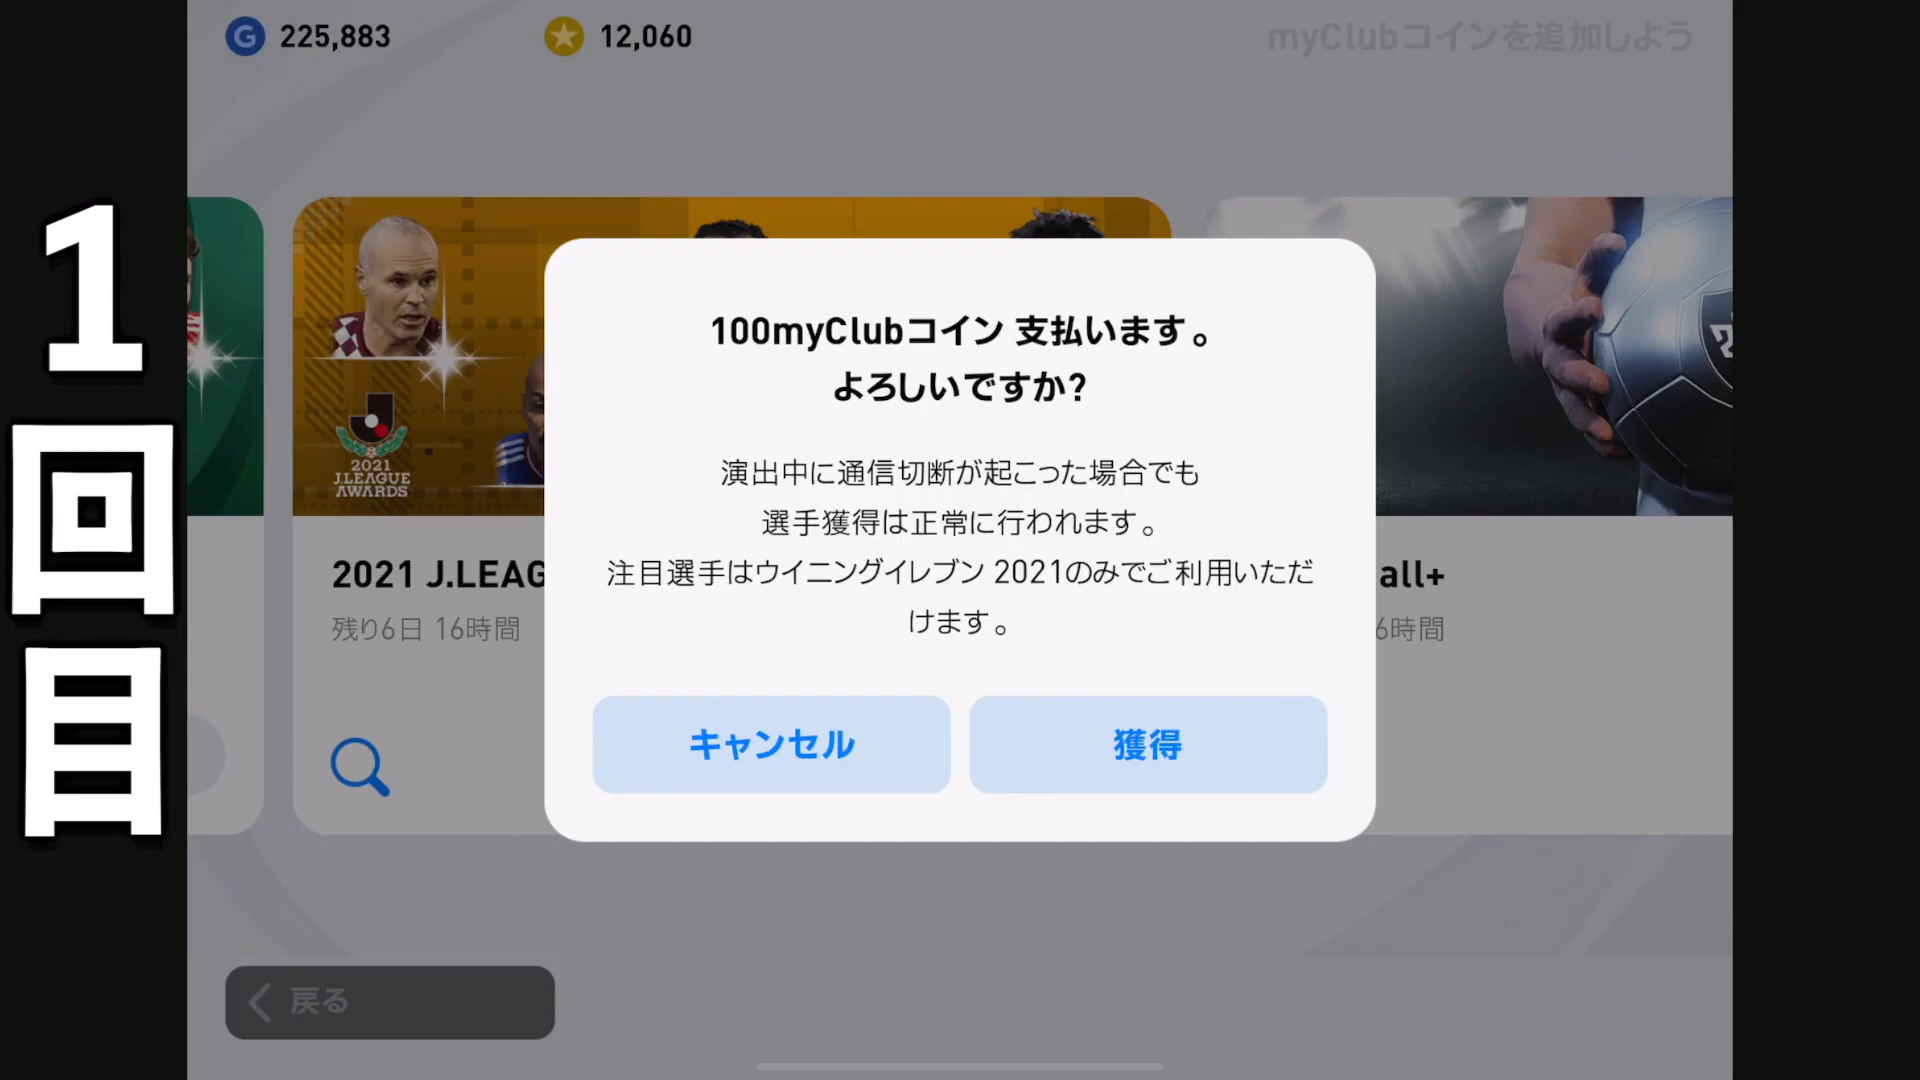 225,883
12,060
myClubコインを追加しよう
1回目
100myClubコイン 支払います。
よろしいですか?
演出中に通信切断が起こった場合でも
選手獲得は正常に行われます。
注目選手はウイニングイレブン 2021のみでご利用いただ
けます。
キャンセル
獲得
2021
J.LEAGUE
AWARDS
2021 J.LEAG
残り6日 16時間
all+
6時間
戻る